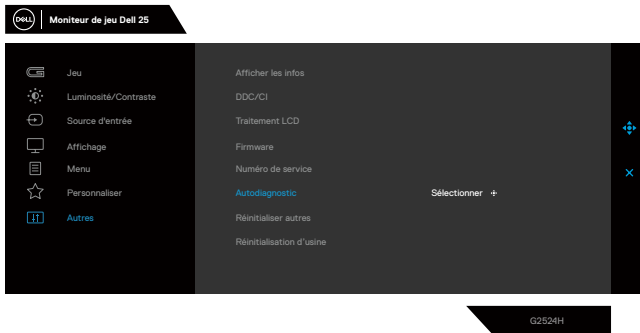 DELL Moniteur de jeu Dell 25
Jeu
Luminosité/Contraste
Source d'entrée
Affichage
Menu
Personnaliser
Autres
Afficher les infos
DDC/CI
Traitement LCD
Firmware
Numéro de service
Autodiagnostic Sélectionner
Réinitialiser autres
Réinitialisation d'usine
G2524H